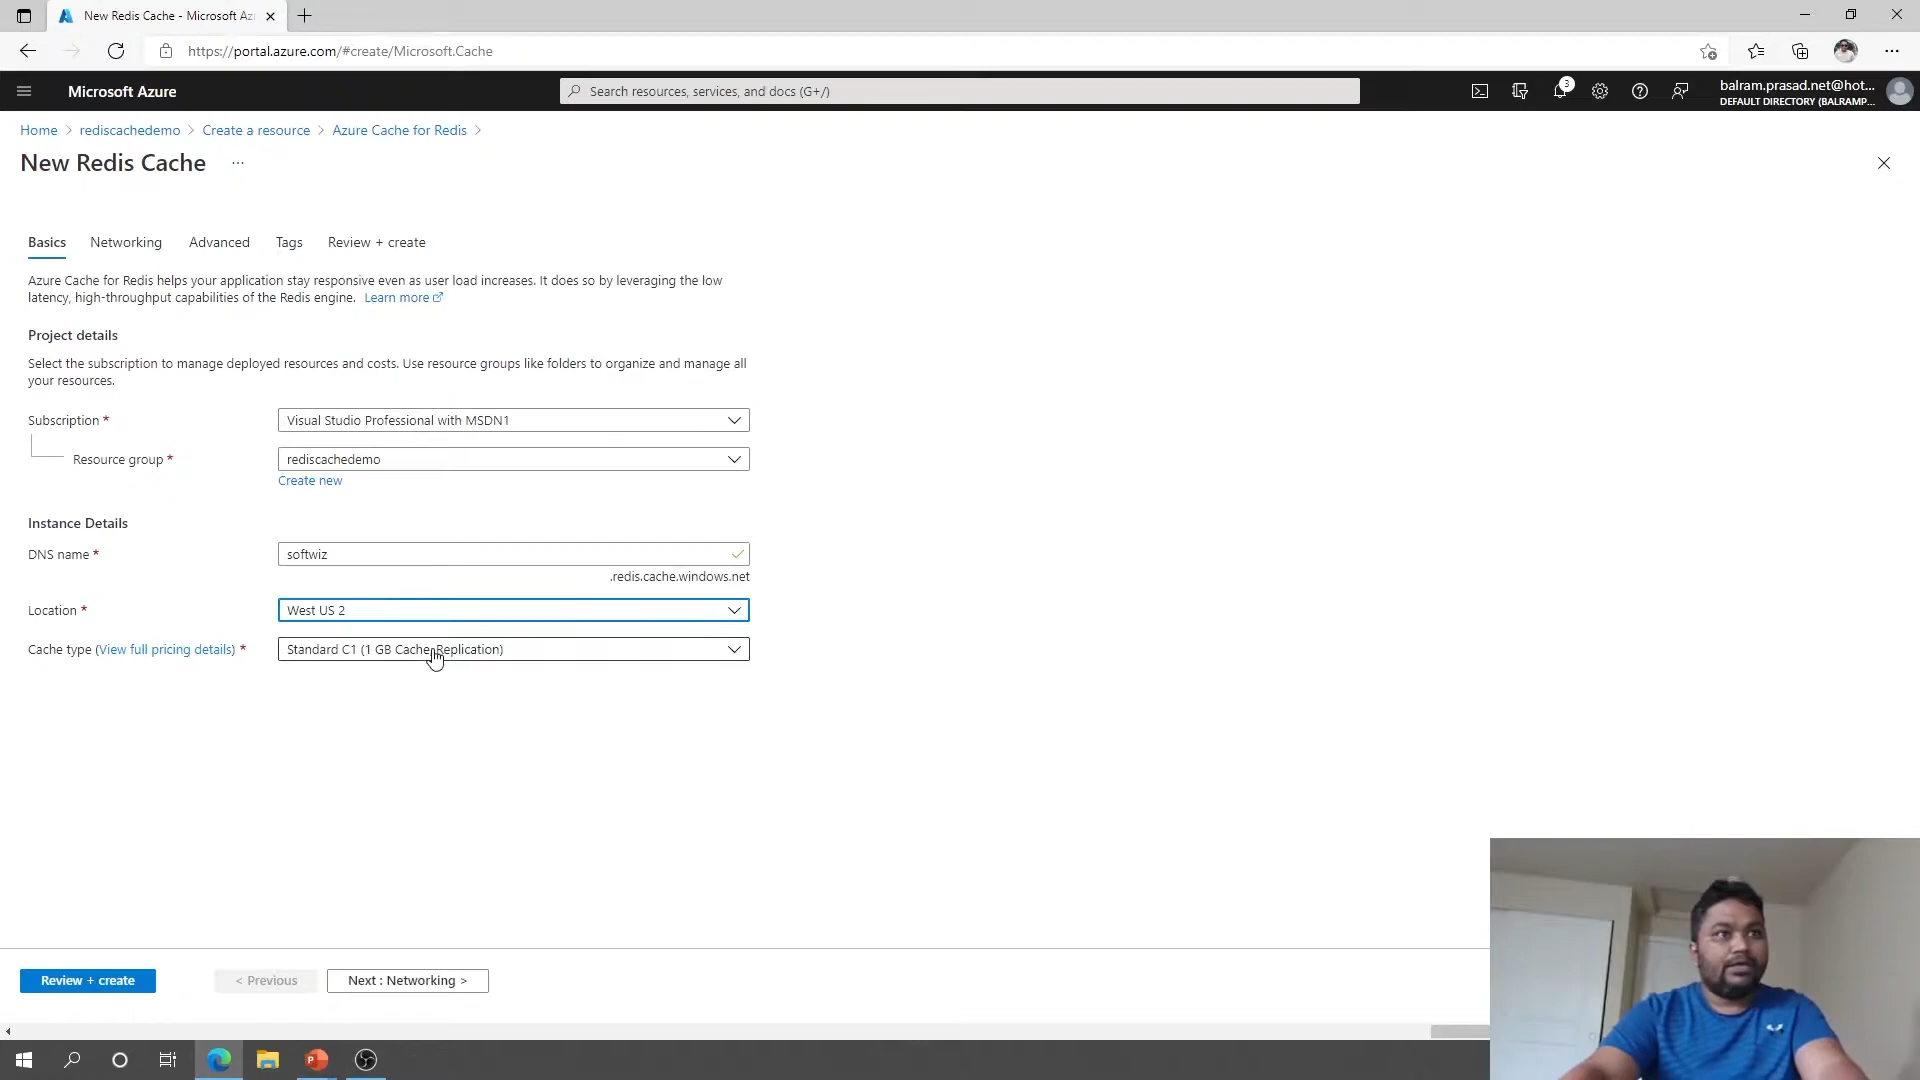 New Redis Cache - Microsoft Az
https://portal.azure.com/#create/Microsoft.Cache
Microsoft Azure
Search resources, services, and docs (G+/)
3
balram.prasad.net@hot...
DEFAULT DIRECTORY (BALRAMP...
Home > rediscachedemo > Create a resource > Azure Cache for Redis >
New Redis Cache ...
Basics Networking Advanced Tags Review + create
Azure Cache for Redis helps your application stay responsive even as user load increases. It does so by leveraging the low
latency, high-throughput capabilities of the Redis engine. Learn more
Project details
Select the subscription to manage deployed resources and costs. Use resource groups like folders to organize and manage all
your resources.
Subscription * Visual Studio Professional with MSDN1
Resource group * rediscachedemo
Create new
Instance Details
DNS name * softwiz
.redis.cache.windows.net
Location * West US 2
Cache type (View full pricing details) * Standard C1 (1 GB Cache, Replication)
Review + create < Previous Next : Networking >